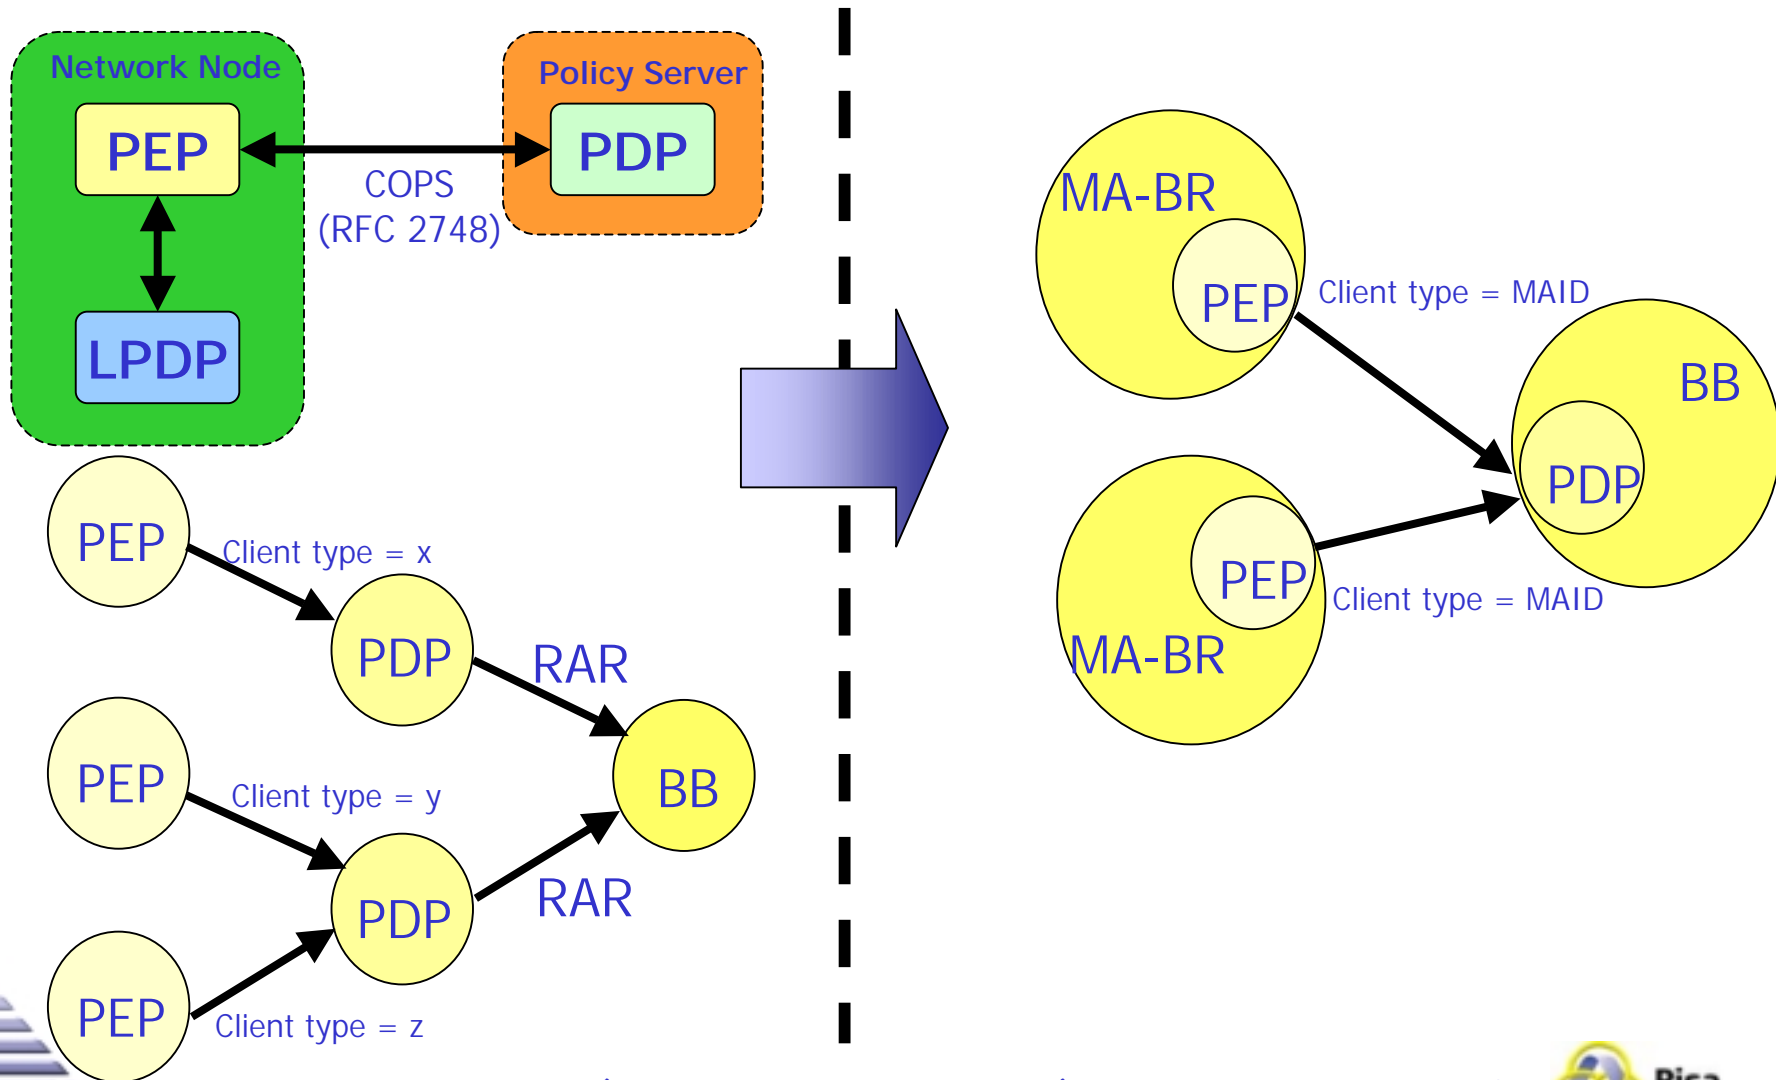 Network Node
PEP
LPDP
COPS
(RFC 2748)
Policy Server
PDP
PEP
Client type = x
PDP
RAR
PEP
Client type = y
BB
PDP
RAR
PEP
Client type = z
MA-BR
PEP
Client type = MAID
BB
PDP
PEP
Client type = MAID
MA-BR